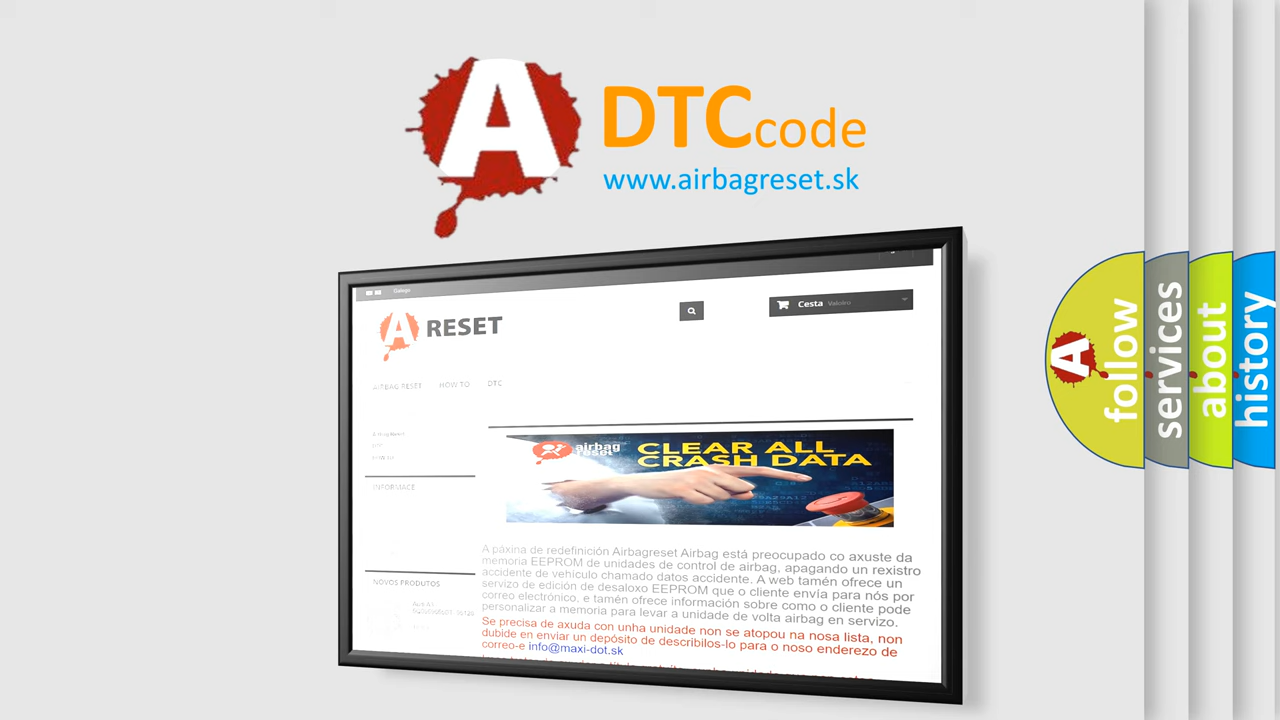 A
DTC code
www.airbagreset.sk
Galego
A RESET
Cesta Valoiro
AIRBAG RESET HOW TO DTC
INFORMACE
airbag
reset
CLEAR ALL
CRASH DATA
A páxina de redefinición Airbagreset Airbag está preocupado co axuste da
memoria EEPROM de unidades de control de airbag, apagando un rexistro
accidente de vehículo chamado datos accidente. A web tamén ofrece un
servizo de edición de desaloxo EEPROM que o cliente envía para nós por
correo electrónico, e tamén ofrece información sobre como o cliente pode
personalizar a memoria para levar a unidade de volta airbag en servizo.
Se precisa de axuda con unha unidade non se atopou na nosa lista, non
dubide en enviar un depósito de describilos-lo para o noso enderezo de
correo-e info@maxi-dot.sk
NOVOS PRODUTOS
A
follow
services
about
history